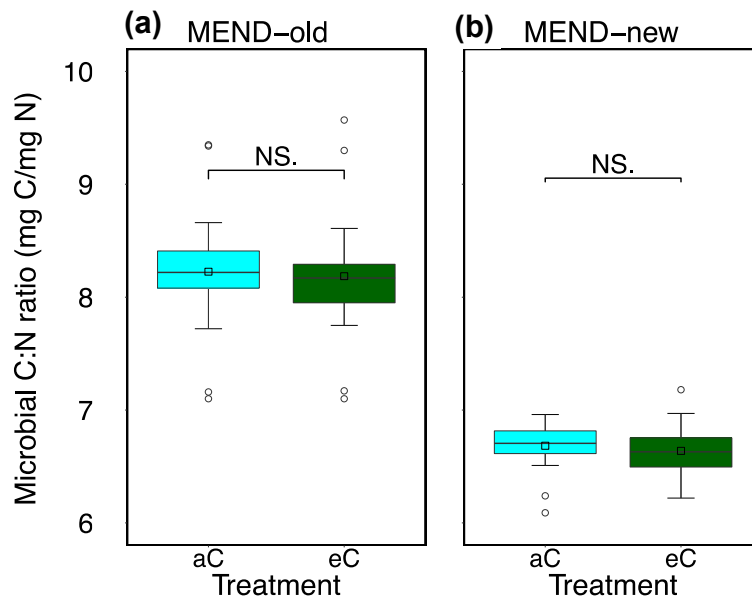 (a) MEND−old
(b) MEND−new
Microbial C:N ratio (mg C/mg N)
10
9
8
7
6
NS.
NS.
aC eC
aC eC
Treatment
Treatment